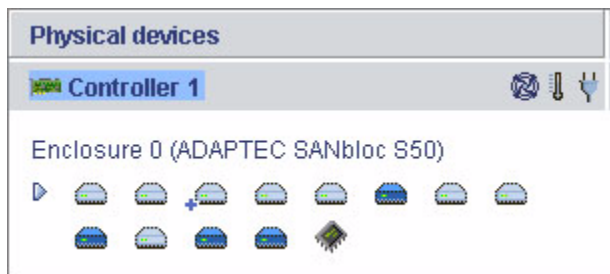 Physical devices
Controller 1
Enclosure 0 (ADAPTEC SANbloc S50)